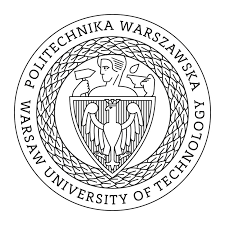 POLITECHNIKA WARSZAWSKA
WARSAW UNIVERSITY OF TECHNOLOGY